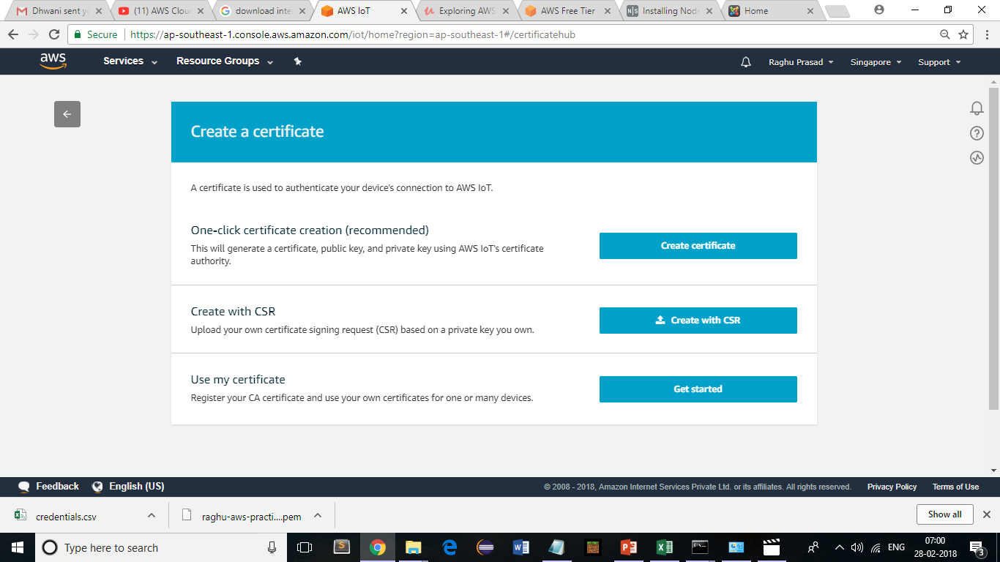 Dhwani sent yo
(11) AWS Clou
download inte
AWS IoT
Exploring AWS
AWS Free Tier
Installing Node
Home
Secure
https://ap-southeast-1.console.aws.amazon.com/iot/home?region=ap-southeast-1#/certificatehub
aws
Services
Resource Groups
Raghu Prasad
Singapore
Support
Create a certificate
A certificate is used to authenticate your device's connection to AWS IoT.
One-click certificate creation (recommended)
This will generate a certificate, public key, and private key using AWS IoT's certificate
authority.
Create certificate
Create with CSR
Upload your own certificate signing request (CSR) based on a private key you own.
Create with CSR
Use my certificate
Register your CA certificate and use your own certificates for one or many devices.
Get started
Feedback
English (US)
© 2008 - 2018, Amazon Internet Services Private Ltd. or its affiliates. All rights reserved.
Privacy Policy
Terms of Use
credentials.csv
raghu-aws-practi....pem
Show all
Type here to search
ENG
07:00
28-02-2018
3